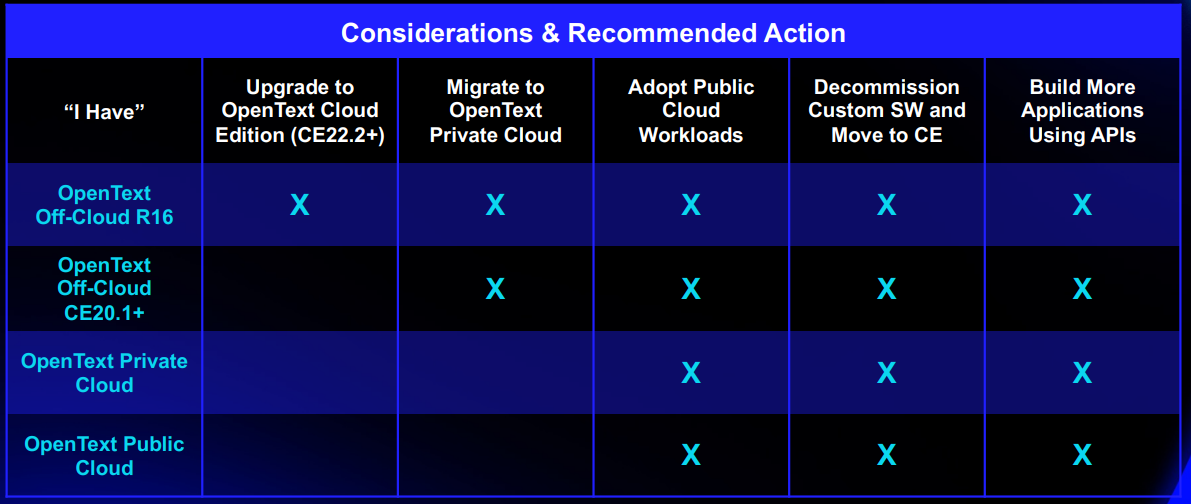 Considerations & Recommended Action
“I Have”
Upgrade to
OpenText Cloud
Edition (CE22.2+)
Migrate to
OpenText
Private Cloud
Adopt Public
Cloud
Workloads
Decommission
Custom SW and
Move to CE
Build More
Applications
Using APIs
OpenText
Off-Cloud R16
X
X
X
X
X
OpenText
Off-Cloud
CE20.1+
X
X
X
X
OpenText Private
Cloud
X
X
X
OpenText Public
Cloud
X
X
X